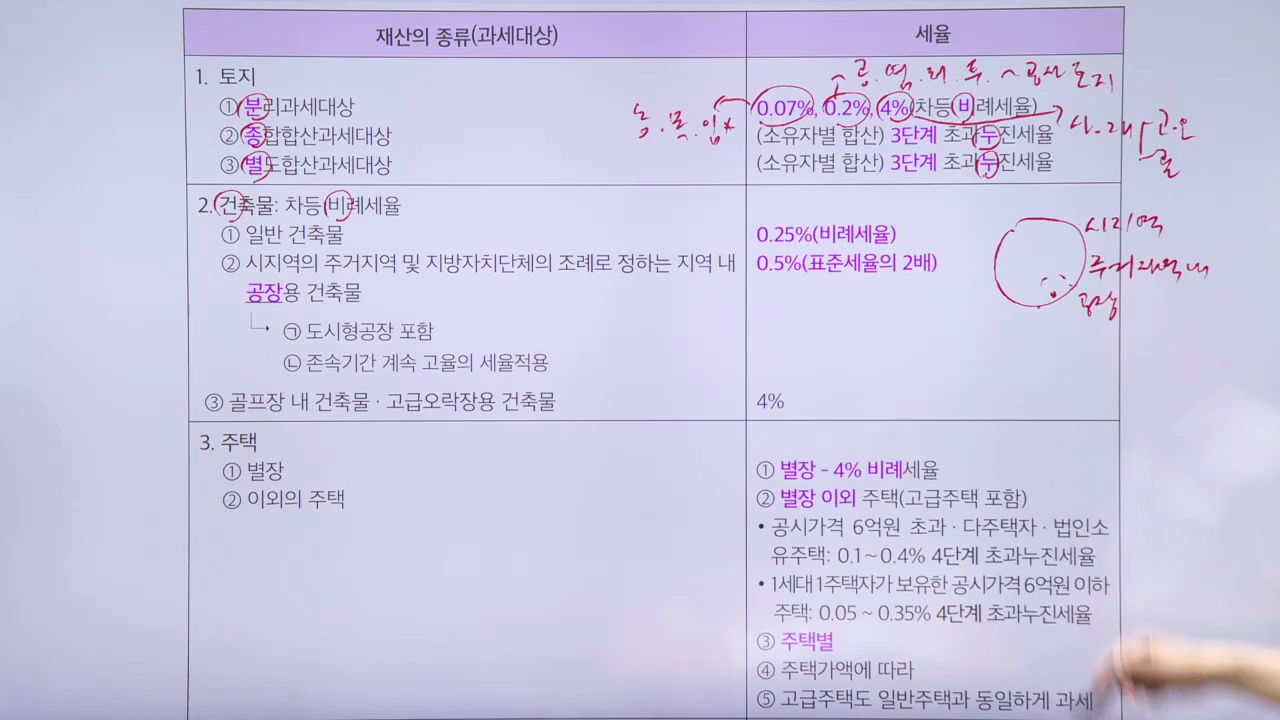 재산의 종류(과세대상)
세율
1. 토지
① 분리과세대상
0.07%, 0.2%, 4%(차등 비례세율)
② 종합합산과세대상
(소유자별 합산) 3단계 초과누진세율
③ 별도합산과세대상
(소유자별 합산) 3단계 초과누진세율
2. 건축물: 차등 비례세율
① 일반 건축물
0.25%(비례세율)
② 시지역의 주거지역 및 지방자치단체의 조례로 정하는 지역 내
공장용 건축물
0.5%(표준세율의 2배)
㉠ 도시형공장 포함
㉡ 존속기간 계속 고율의 세율적용
③ 골프장 내 건축물 · 고급오락장용 건축물
4%
3. 주택
① 별장
② 이외의 주택
① 별장 - 4% 비례세율
② 별장 이외 주택(고급주택 포함)
• 공시가격 6억원 초과 · 다주택자 · 법인소
유주택: 0.1~0.4% 4단계 초과누진세율
• 1세대 1주택자가 보유한 공시가격 6억원 이하
주택: 0.05 ~ 0.35% 4단계 초과누진세율
③ 주택별
④ 주택가액에 따라
⑤ 고급주택도 일반주택과 동일하게 과세
시지역
주거지역 내
공장